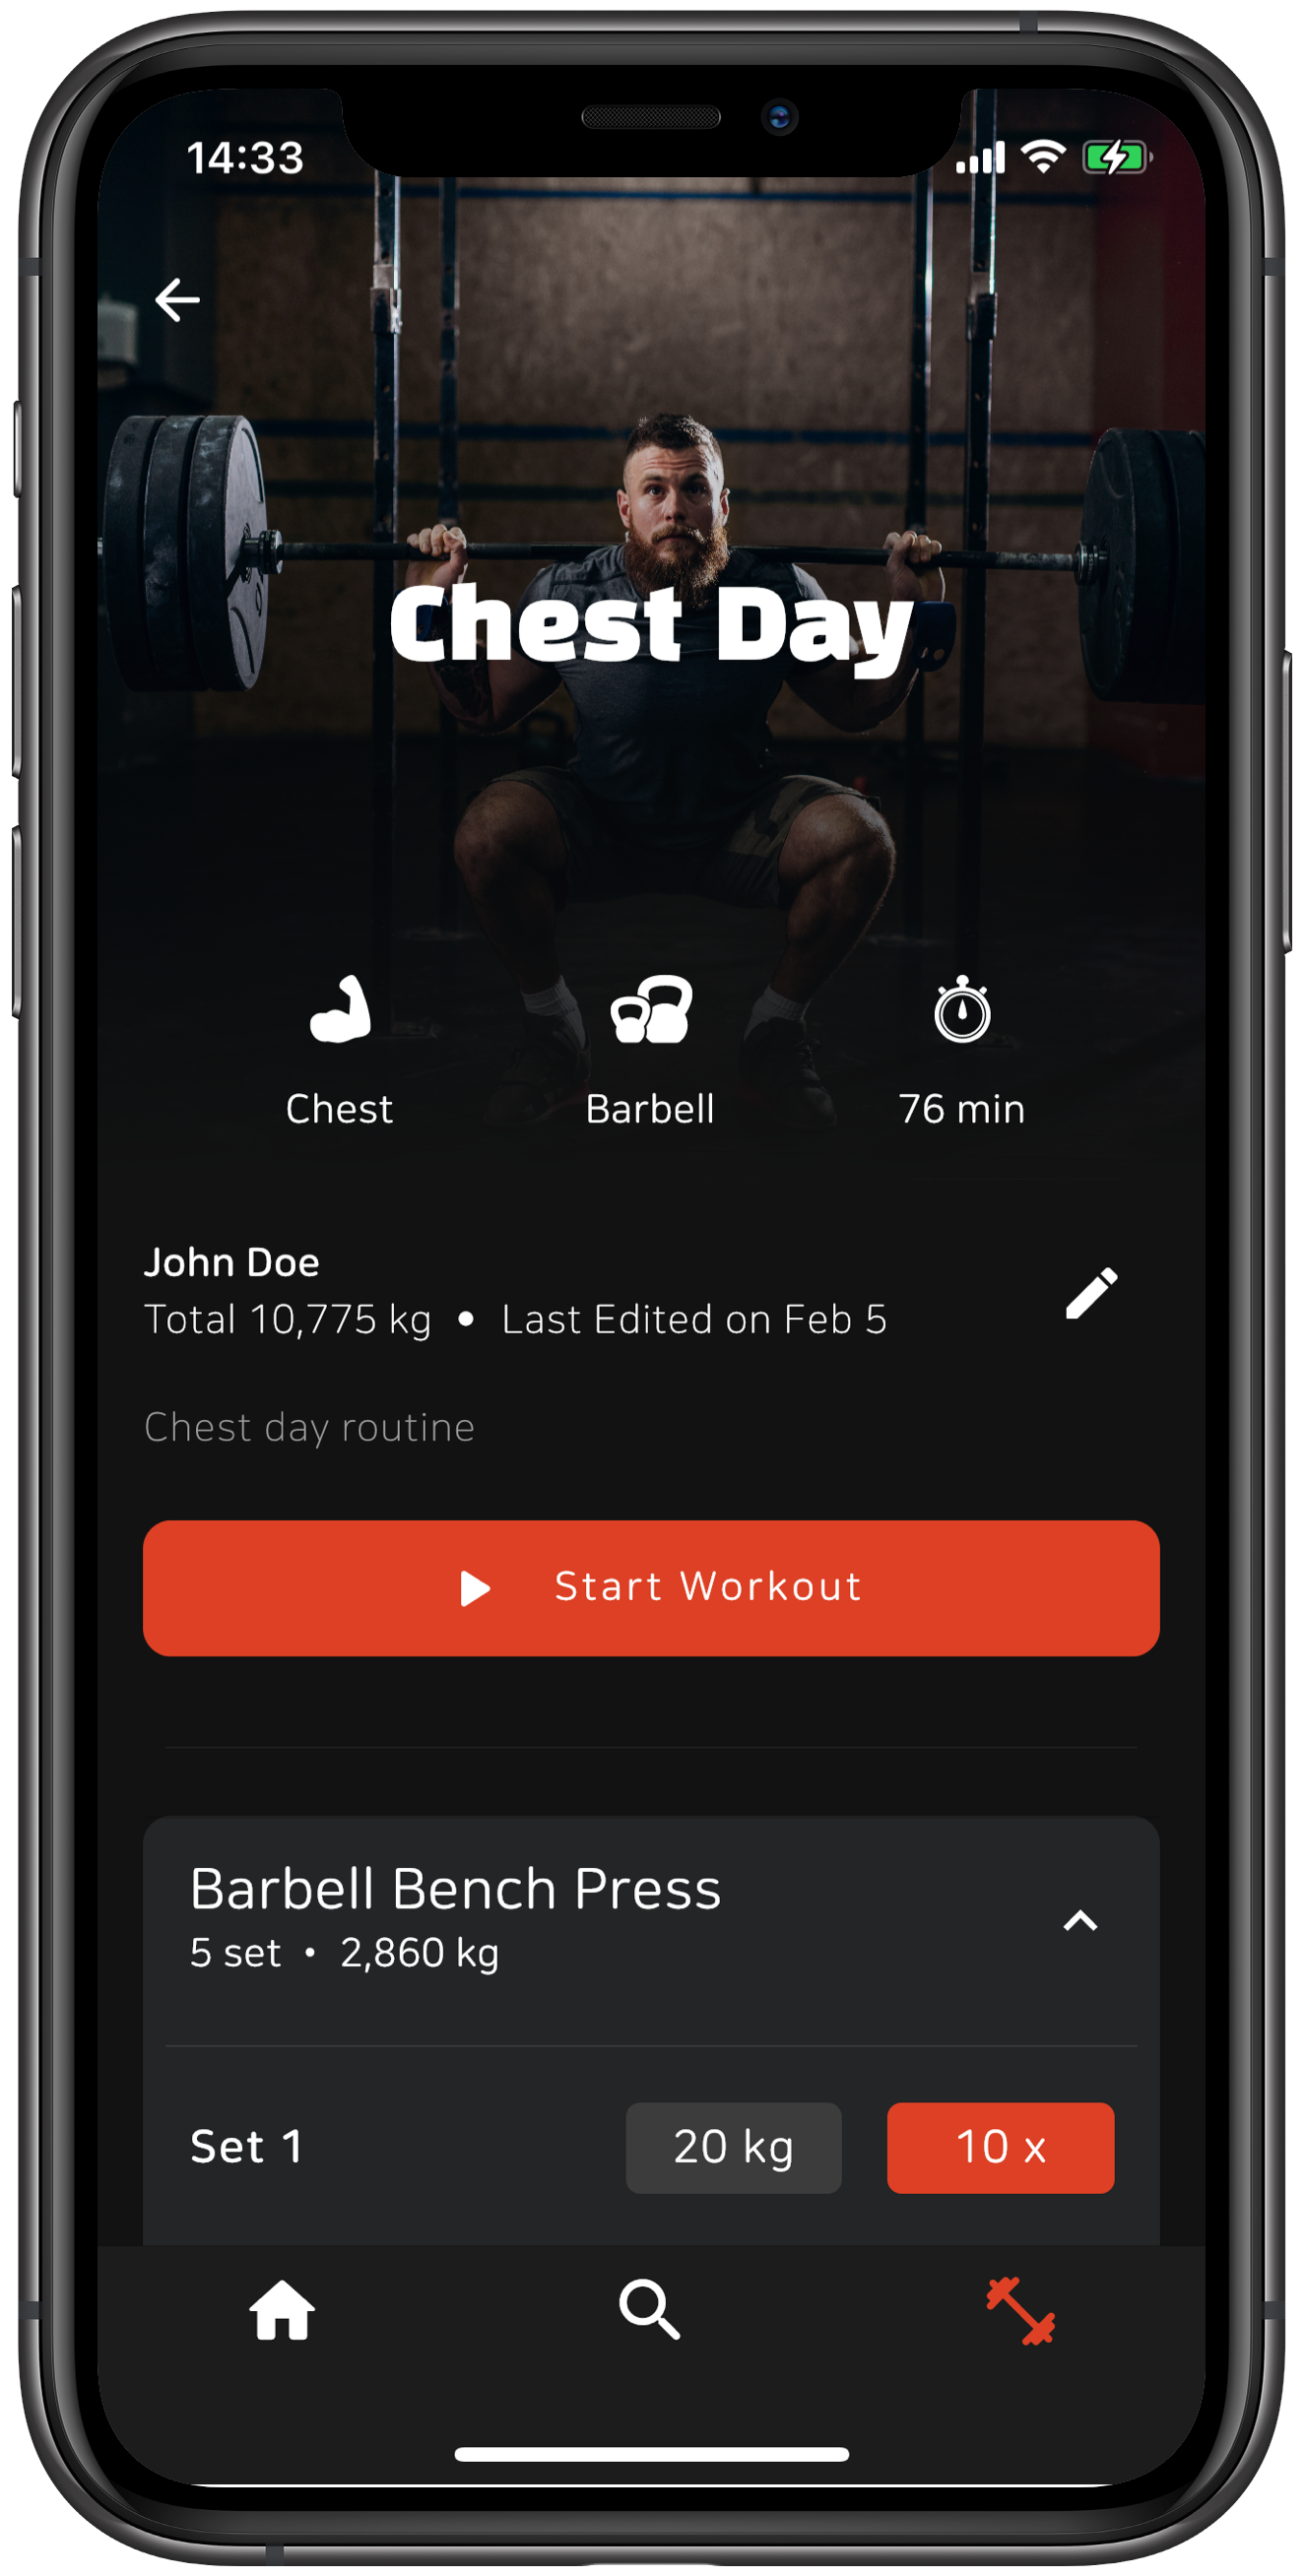 14:33
Chest Day
Chest Barbell 76 min
John Doe
Total 10,775 kg • Last Edited on Feb 5
Chest day routine
Start Workout
Barbell Bench Press
5 set • 2,860 kg
Set 1 20 kg 10 x